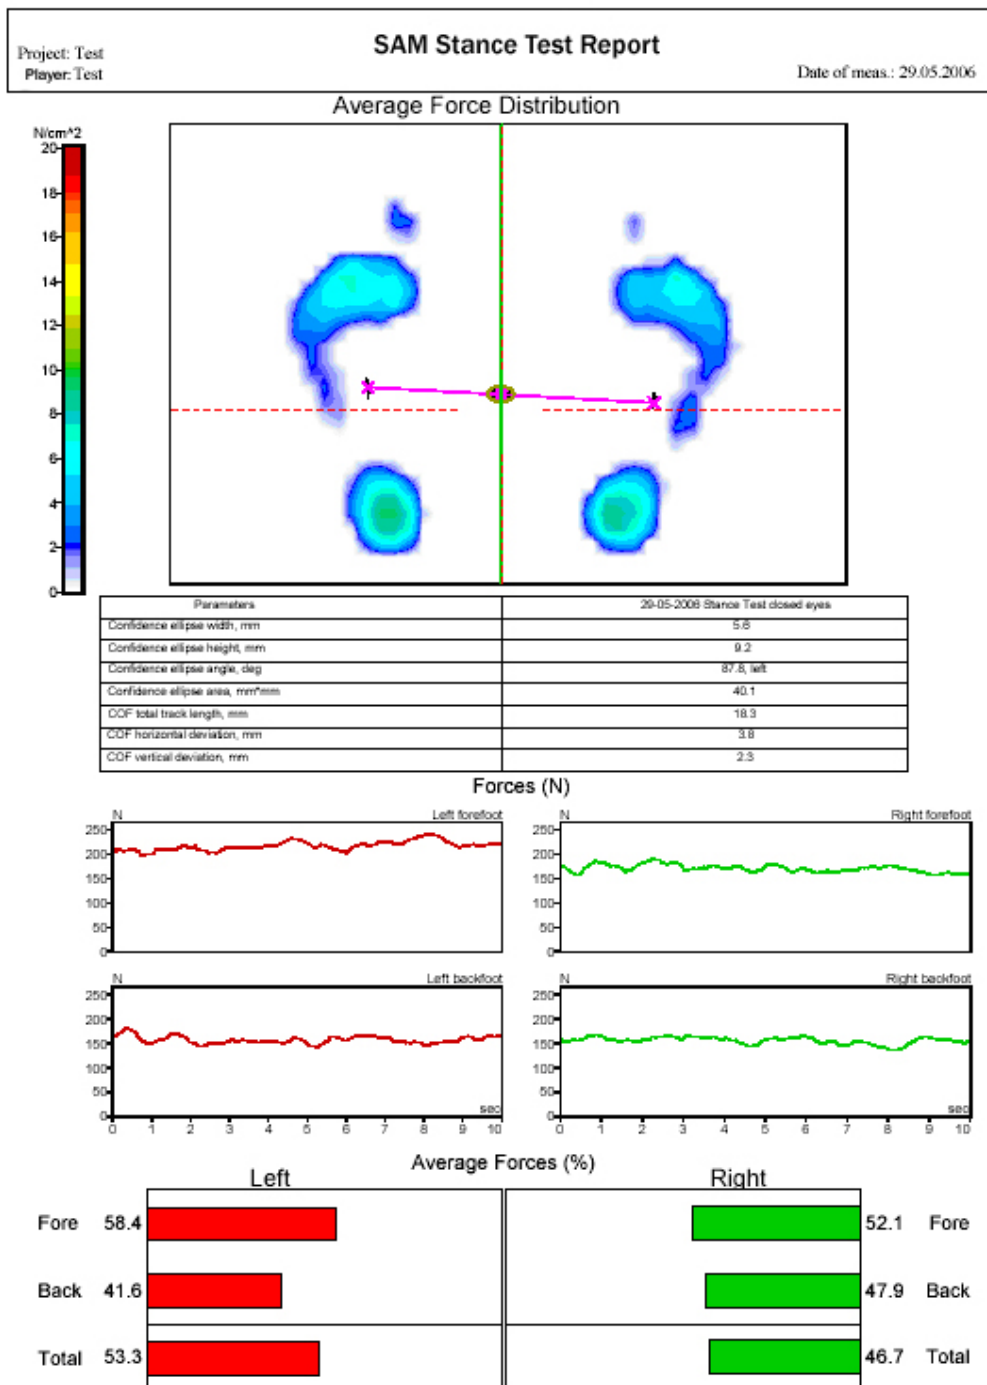 SAM Stance Test Report
Project: Test
Player: Test
Date of meas.: 29.05.2006
Average Force Distribution
N/cm^2
20
18
16
14
12
10
8
6
4
2
0
Parameters 29-05-2006 Stance Test closed eyes
Confidence ellipse width, mm 5.6
Confidence ellipse height, mm 9.2
Confidence ellipse angle, deg 87.8, left
Confidence ellipse area, mm*mm 40.1
COF total track length, mm 18.3
COF horizontal deviation, mm 3.8
COF vertical deviation, mm 2.3
Forces (N)
N Left forefoot
250
200
150
100
50
0
N Right forefoot
250
200
150
100
50
0
N Left backfoot
250
200
150
100
50
0
sec
0 1 2 3 4 5 6 7 8 9 10
N Right backfoot
250
200
150
100
50
0
sec
0 1 2 3 4 5 6 7 8 9 10
Average Forces (%)
Left Right
Fore 58.4 52.1 Fore
Back 41.6 47.9 Back
Total 53.3 46.7 Total